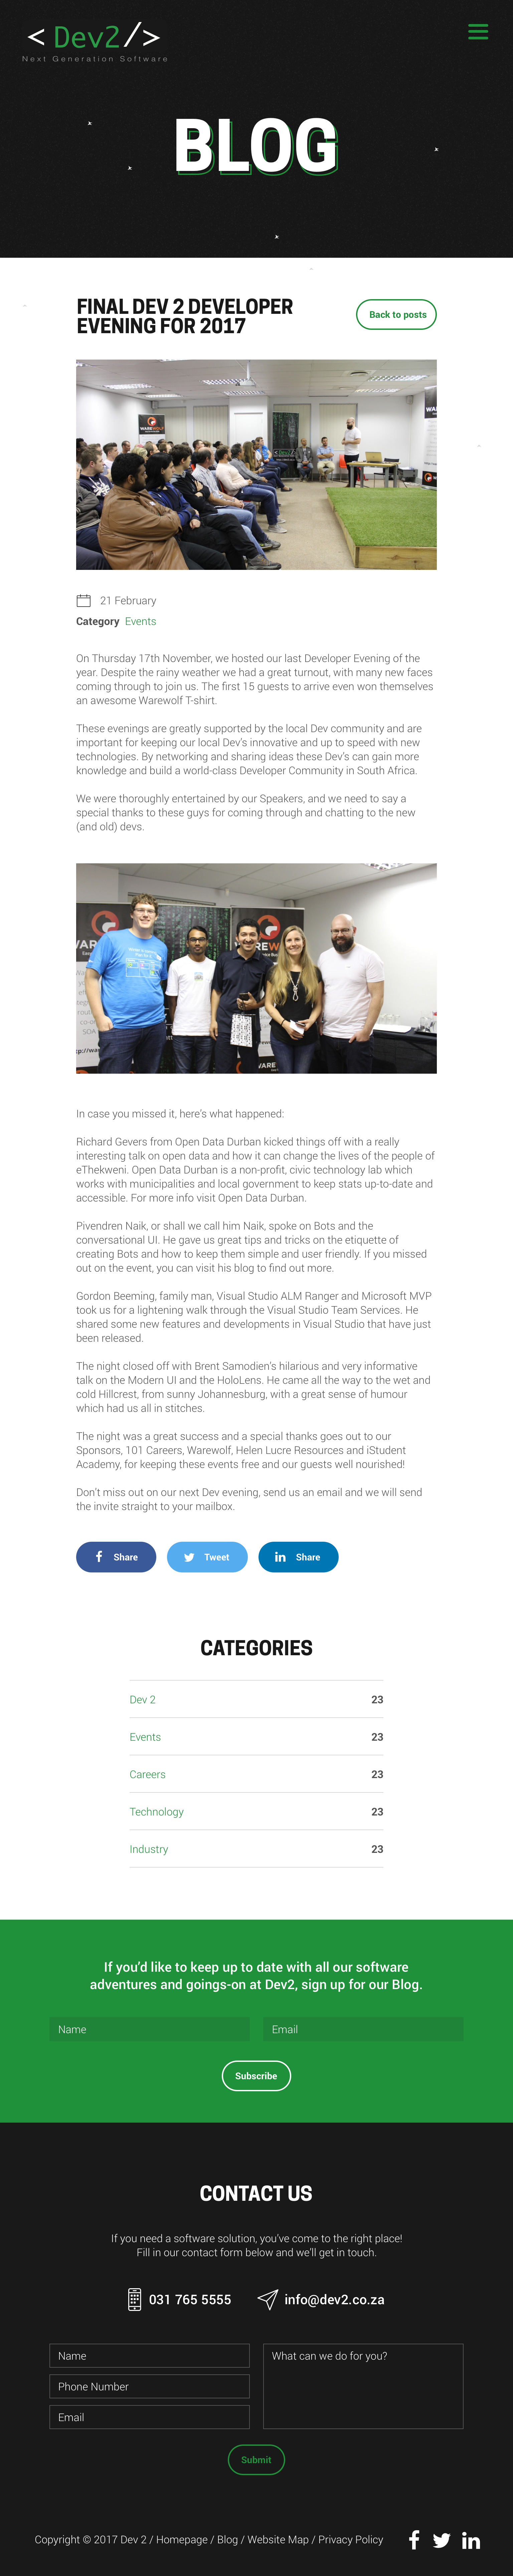 < Dev2 />
Next Generation Software
BLOG
FINAL DEV 2 DEVELOPER
EVENING FOR 2017
Back to posts
WAREWOLF
WA
21 February
Category Events
On Thursday 17th November, we hosted our last Developer Evening of the
year. Despite the rainy weather we had a great turnout, with many new faces
coming through to join us. The first 15 guests to arrive even won themselves
an awesome Warewolf T-shirt.
These evenings are greatly supported by the local Dev community and are
important for keeping our local Dev's innovative and up to speed with new
technologies. By networking and sharing ideas these Dev's can gain more
knowledge and build a world-class Developer Community in South Africa.
We were thoroughly entertained by our Speakers, and we need to say a
special thanks to these guys for coming through and chatting to the new
(and old) devs.
WARE
WAREW
WARE
In case you missed it, here's what happened:
Richard Gevers from Open Data Durban kicked things off with a really
interesting talk on open data and how it can change the lives of the people of
eThekweni. Open Data Durban is a non-profit, civic technology lab which
works with municipalities and local government to keep stats up-to-date and
accessible. For more info visit Open Data Durban.
Pivendren Naik, or shall we call him Naik, spoke on Bots and the
conversational UI. He gave us great tips and tricks on the etiquette of
creating Bots and how to keep them simple and user friendly. If you missed
out on the event, you can visit his blog to find out more.
Gordon Beeming, family man, Visual Studio ALM Ranger and Microsoft MVP
took us for a lightening walk through the Visual Studio Team Services. He
shared some new features and developments in Visual Studio that have just
been released.
The night closed off with Brent Samodien's hilarious and very informative
talk on the Modern UI and the HoloLens. He came all the way to the wet and
cold Hillcrest, from sunny Johannesburg, with a great sense of humour
which had us all in stitches.
The night was a great success and a special thanks goes out to our
Sponsors, 101 Careers, Warewolf, Helen Lucre Resources and iStudent
Academy, for keeping these events free and our guests well nourished!
Don't miss out on our next Dev evening, send us an email and we will send
the invite straight to your mailbox.
Share
Tweet
Share
CATEGORIES
Dev 2 23
Events 23
Careers 23
Technology 23
Industry 23
If you'd like to keep up to date with all our software
adventures and goings-on at Dev2, sign up for our Blog.
Name
Email
Subscribe
CONTACT US
If you need a software solution, you've come to the right place!
Fill in our contact form below and we'll get in touch.
031 765 5555
info@dev2.co.za
Name
What can we do for you?
Phone Number
Email
Submit
Copyright © 2017 Dev 2 / Homepage / Blog / Website Map / Privacy Policy